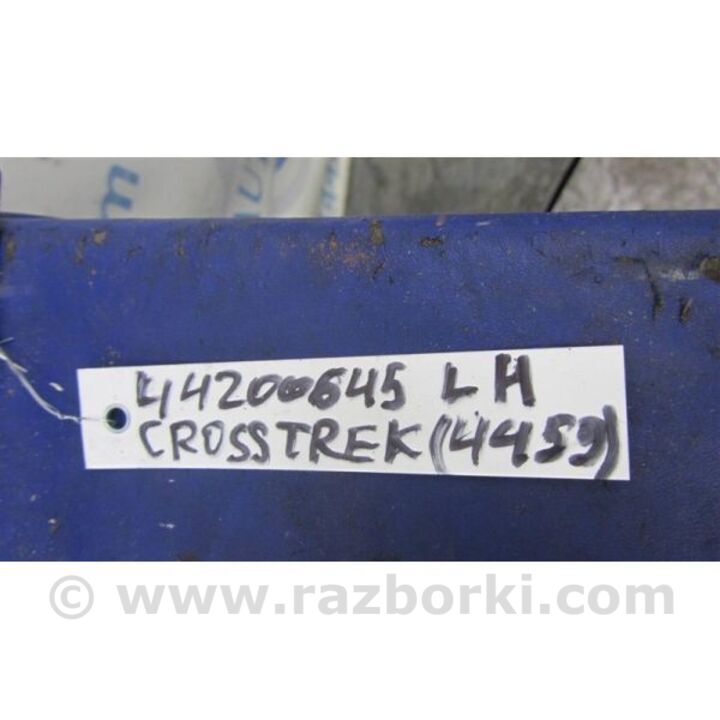 44200645 LH
CROSSTREK (4459)
© www.razborki.com